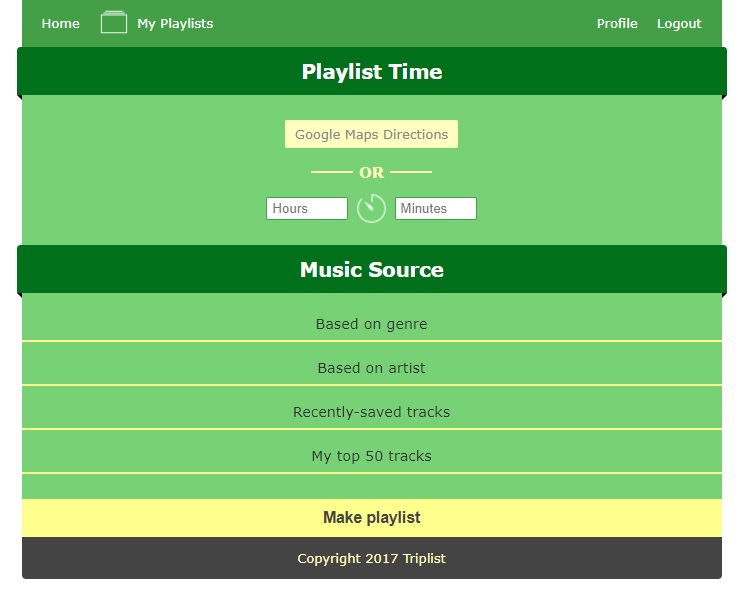 Home My Playlists Profile Logout
Playlist Time
Google Maps Directions
OR
Hours Minutes
Music Source
Based on genre
Based on artist
Recently-saved tracks
My top 50 tracks
Make playlist
Copyright 2017 Triplist